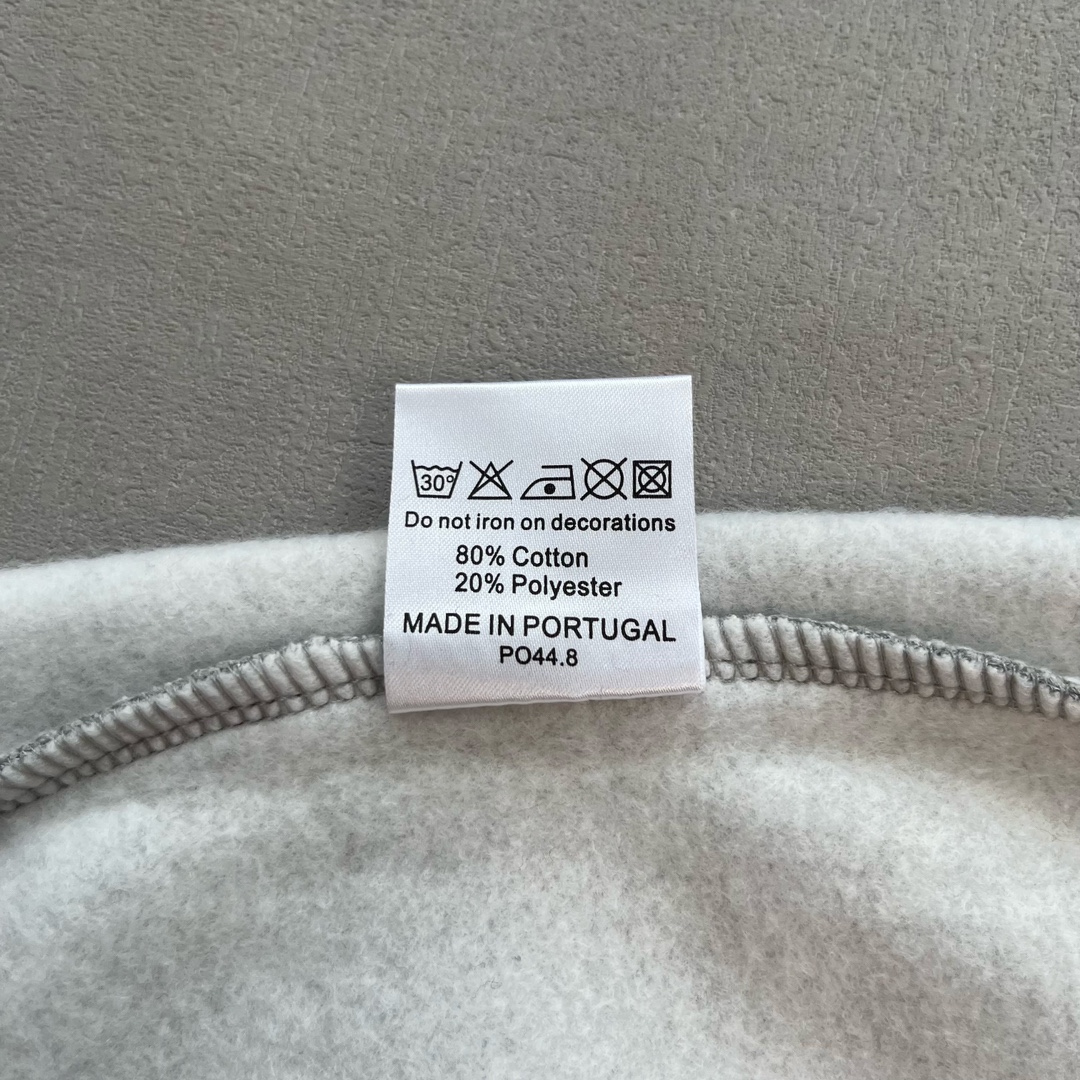 30°
Do not iron on decorations
80% Cotton
20% Polyester
MADE IN PORTUGAL
PO44.8